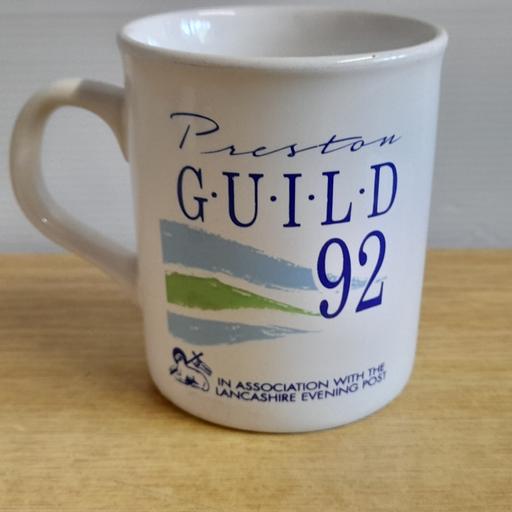 Preston
G·U·I·L·D
92
IN ASSOCIATION WITH THE
LANCASHIRE EVENING POST